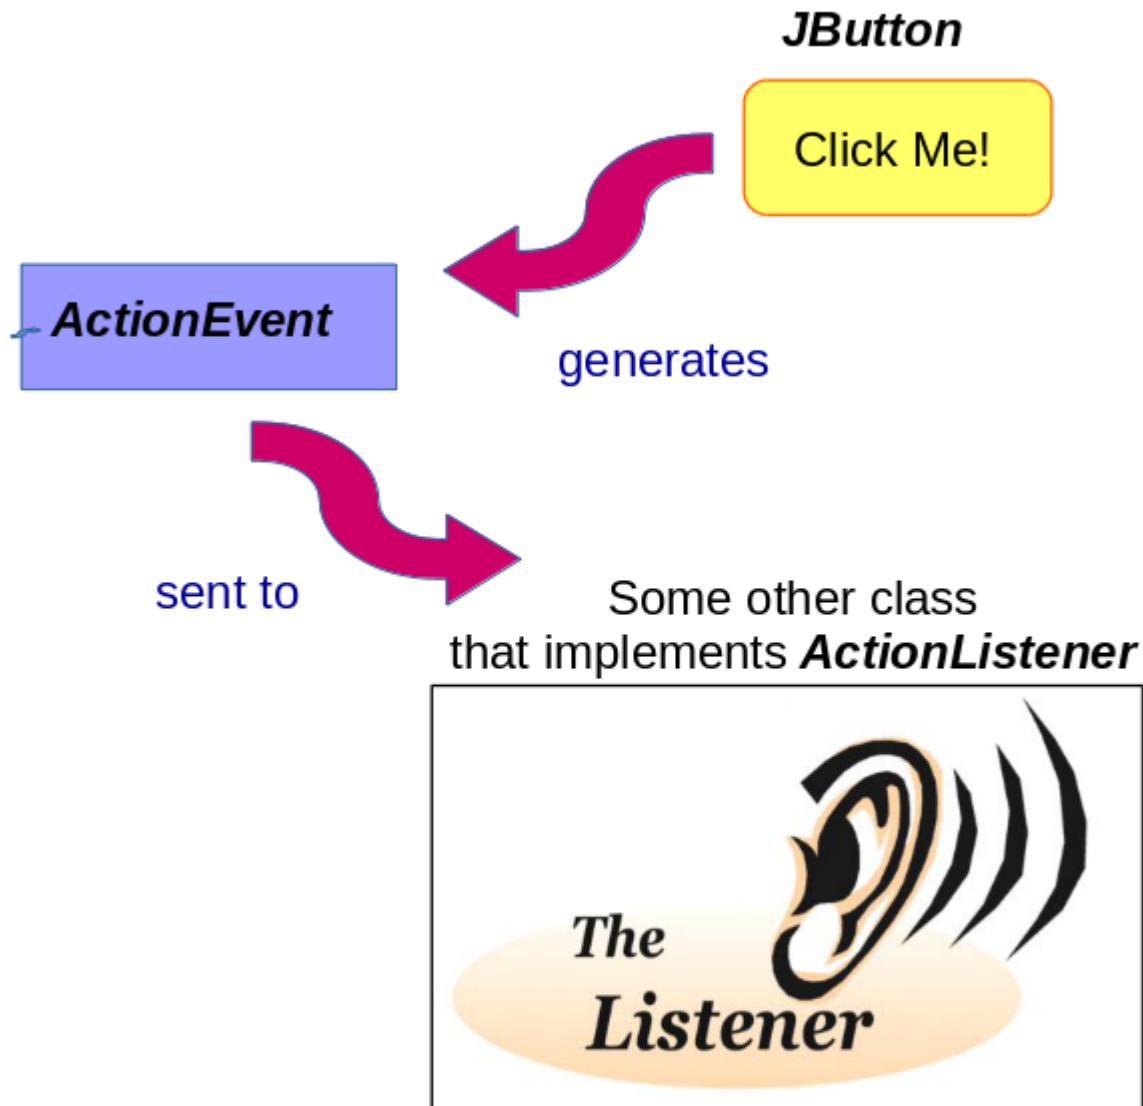 JButton
Click Me!
ActionEvent
generates
sent to
Some other class
that implements ActionListener
The
Listener